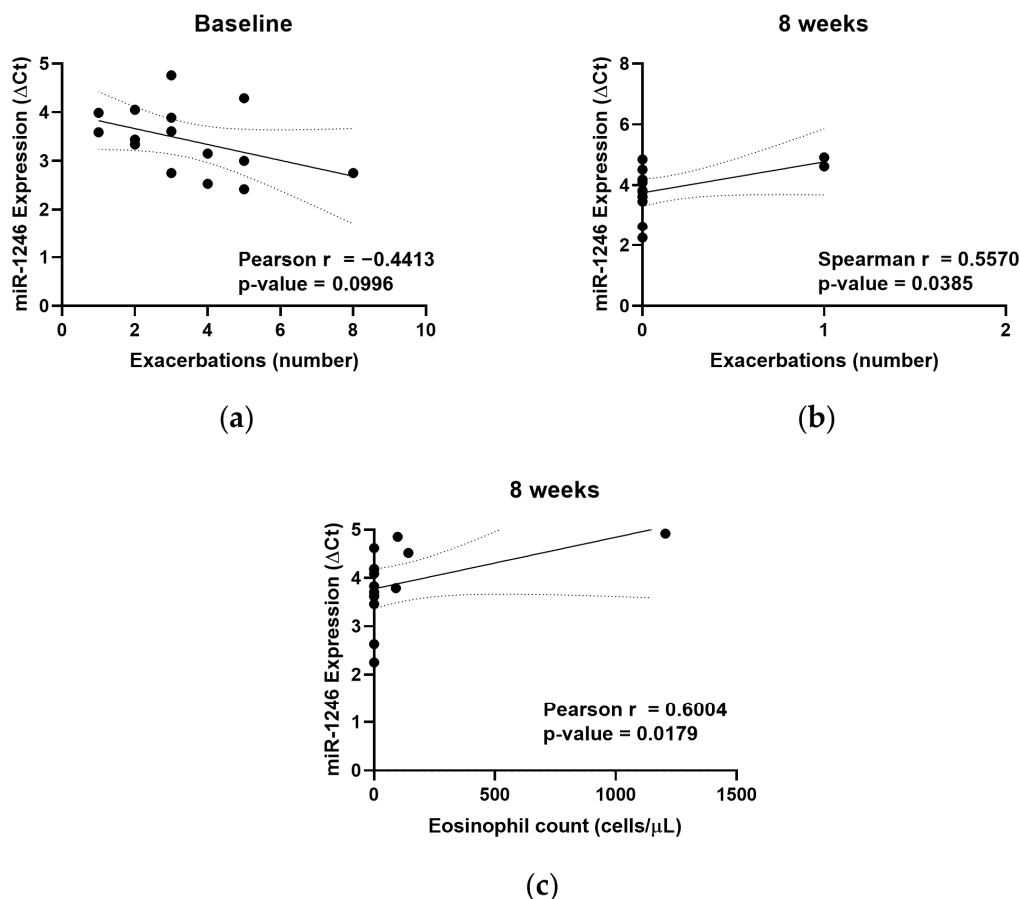 Baseline
miR-1246 Expression (ΔCt)
5
4
3
2
1
0
Pearson r = −0.4413
p-value = 0.0996
0 2 4 6 8 10
Exacerbations (number)
(a)
8 weeks
miR-1246 Expression (ΔCt)
8
6
4
2
0
Spearman r = 0.5570
p-value = 0.0385
0 1 2
Exacerbations (number)
(b)
8 weeks
miR-1246 Expression (ΔCt)
5
4
3
2
1
0
Pearson r = 0.6004
p-value = 0.0179
0 500 1000 1500
Eosinophil count (cells/μL)
(c)